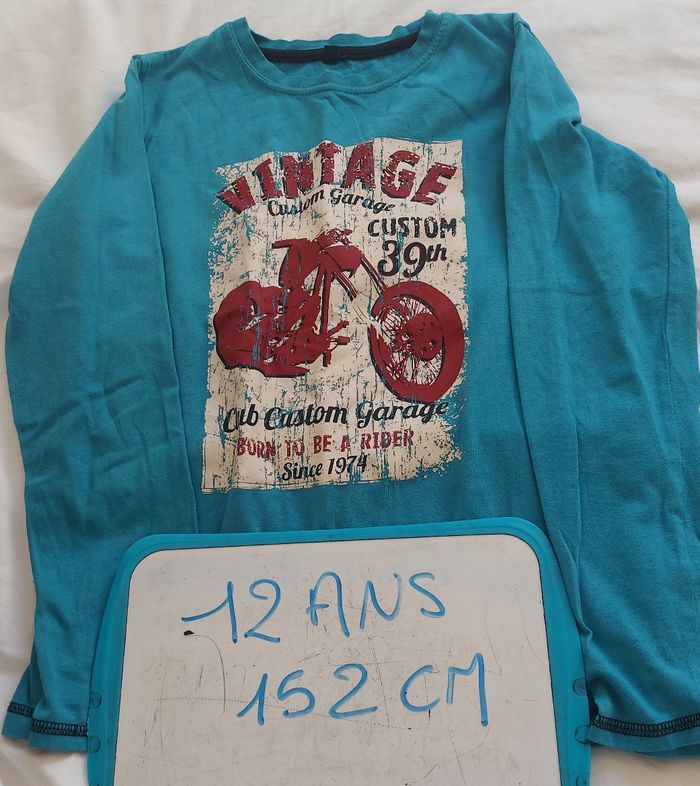 VINTAGE
Custom Garage
CUSTOM
39th
Cub Custom Garage
BORN TO BE A RIDER
Since 1974
12 ANS
152 CM